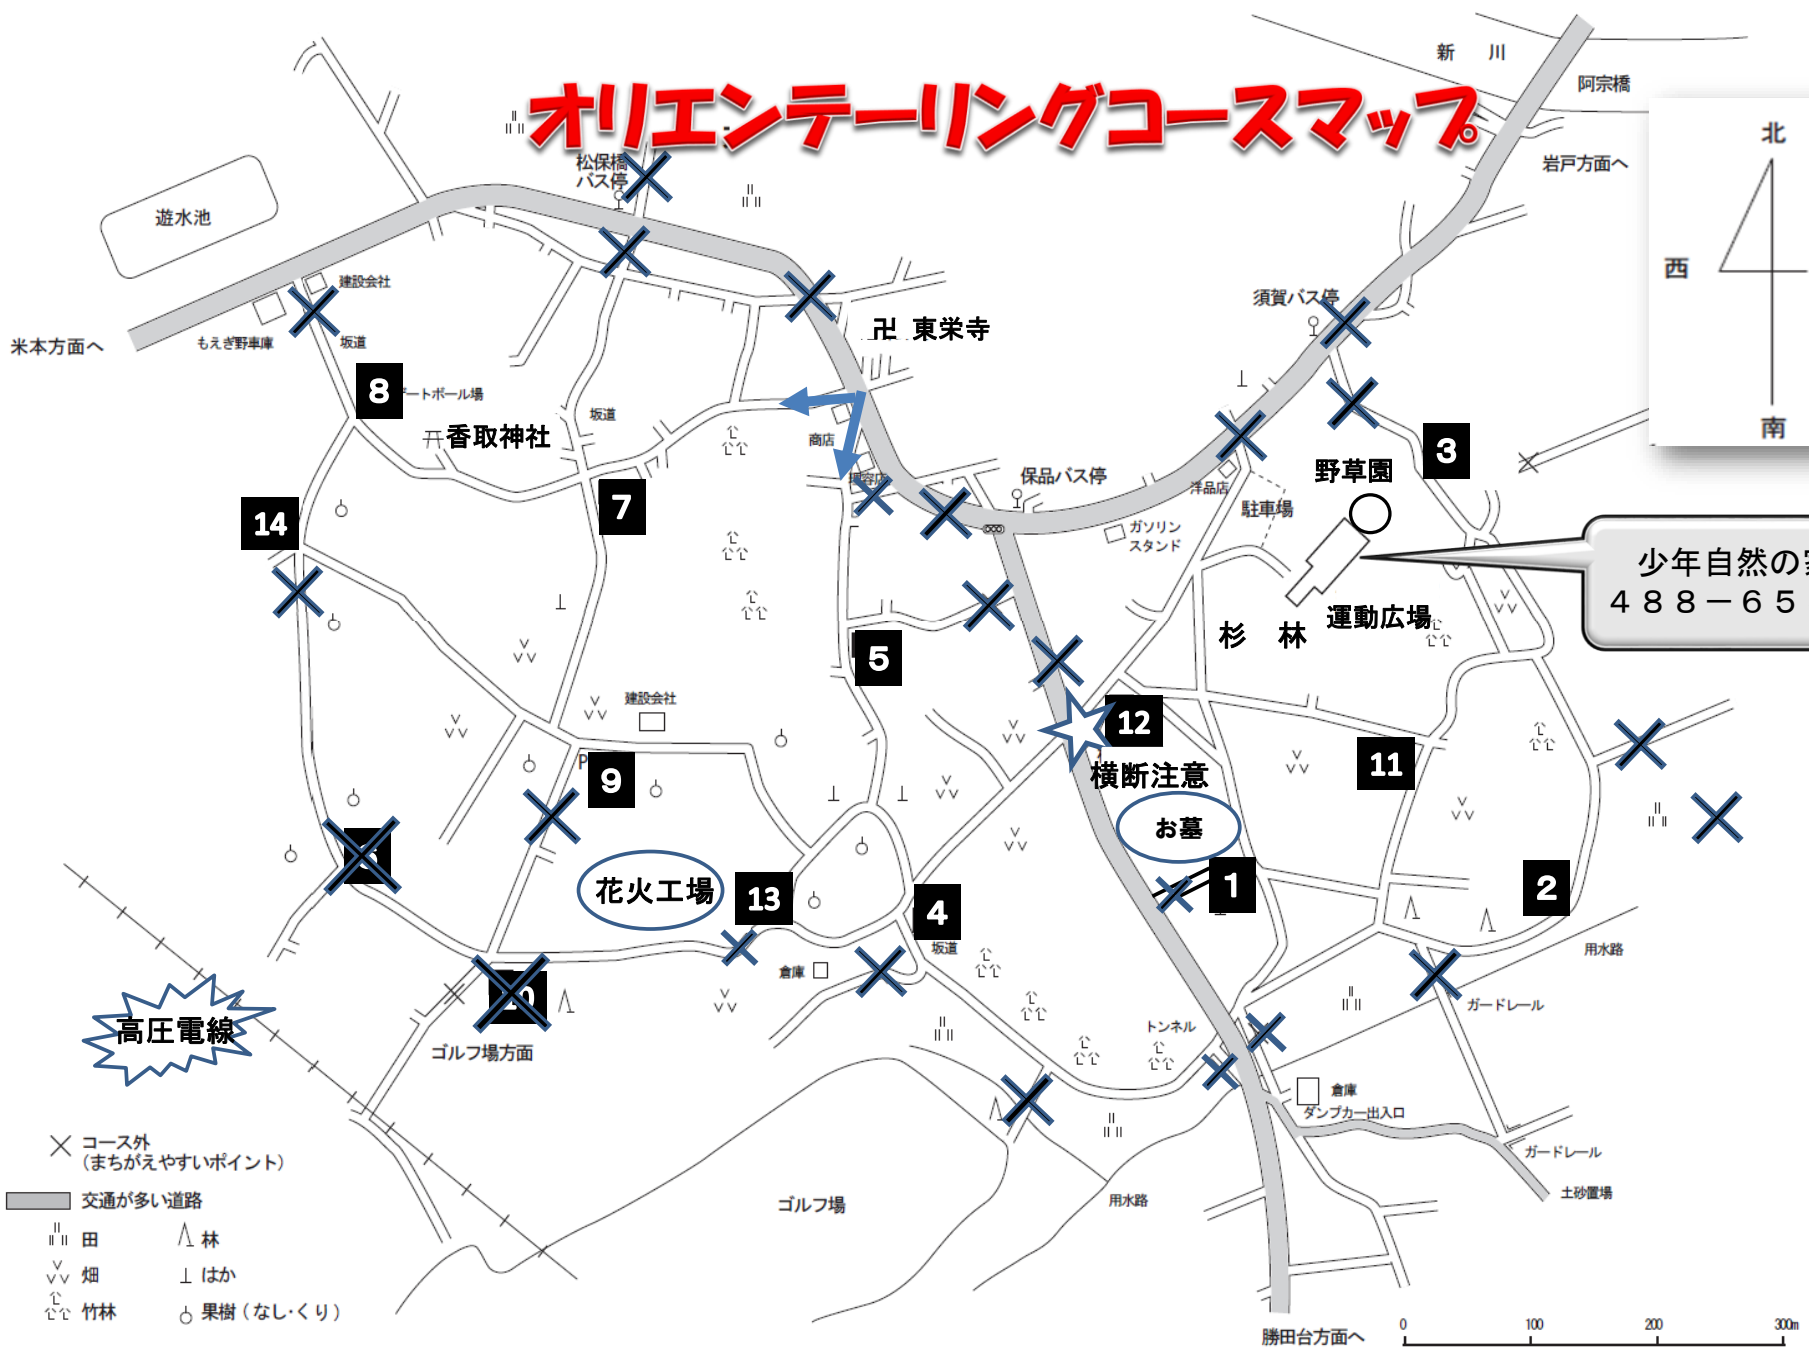 オリエンテーリングコースマップ
新 川
阿宗橋
岩戸方面へ
北
西
南
松保橋
バス停
遊水池
建設会社
もえぎ野車庫
坂道
米本方面へ
卍 東栄寺
須賀バス停
8
ートボール場
香取神社
坂道
商店
保品バス停
洋品店
駐車場
野草園
3
14
7
ガソリン
スタンド
少年自然の
488-65
運動広場
杉 林
5
建設会社
12
横断注意
11
9
P
お墓
花火工場
13
4
1
2
坂道
倉庫
用水路
ガードレール
高圧電線
10
ゴルフ場方面
トンネル
倉庫
ダンプカー出入口
ガードレール
土砂置場
用水路
ゴルフ場
コース外
(まちがえやすいポイント)
交通が多い道路
田
林
畑
はか
竹林
果樹(なし・くり)
勝田台方面へ
0 100 200 300m